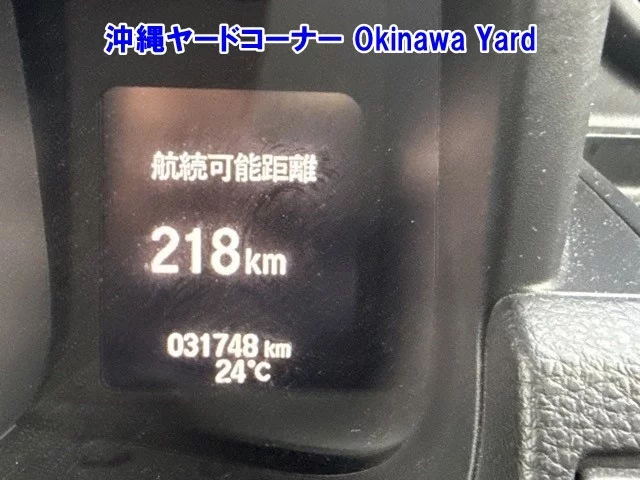 沖縄ヤードコーナー Okinawa Yard
航続可能距離
218km
031748 km
24℃